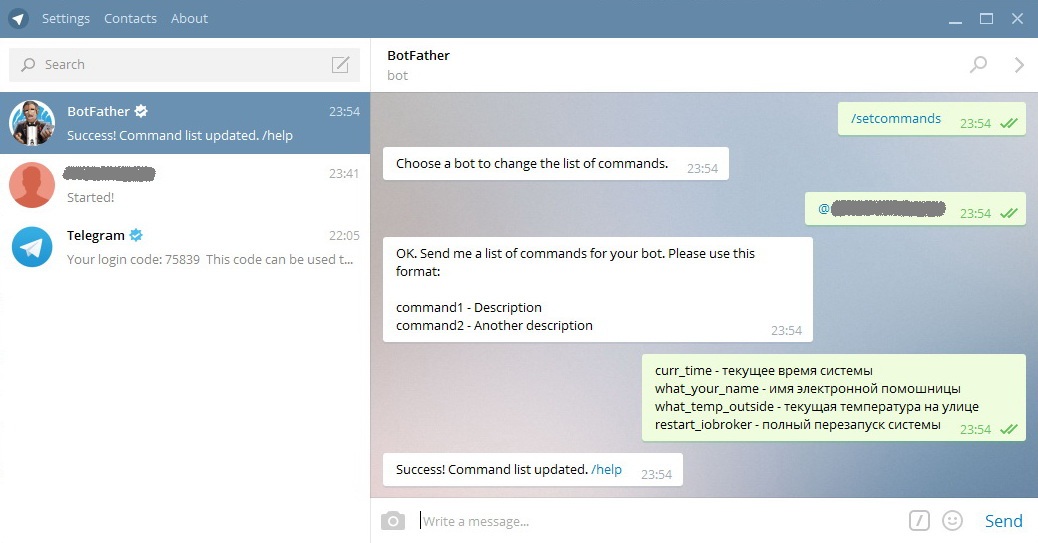 Settings Contacts About
Search
BotFather 23:54
Success! Command list updated. /help
23:41
Started!
Telegram 22:05
Your login code: 75839 This code can be used t...
BotFather
bot
/setcommands 23:54
Choose a bot to change the list of commands. 23:54
@ 23:54
OK. Send me a list of commands for your bot. Please use this
format:
command1 - Description
command2 - Another description
23:54
curr_time - текущее время системы
what_your_name - имя электронной помошницы
what_temp_outside - текущая температура на улице
restart_iobroker - полный перезапуск системы 23:54
Success! Command list updated. /help 23:54
Write a message...
Send